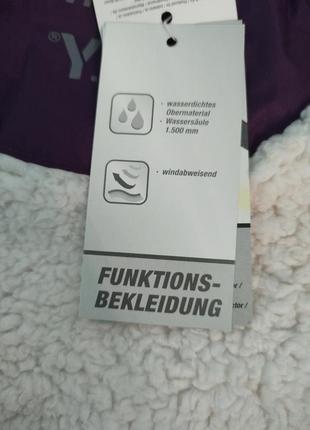 Y®
· wasserdichtes
Obermaterial
· Wassersäule
1.500 mm
· windabweisend
FUNKTIONS-
BEKLEIDUNG